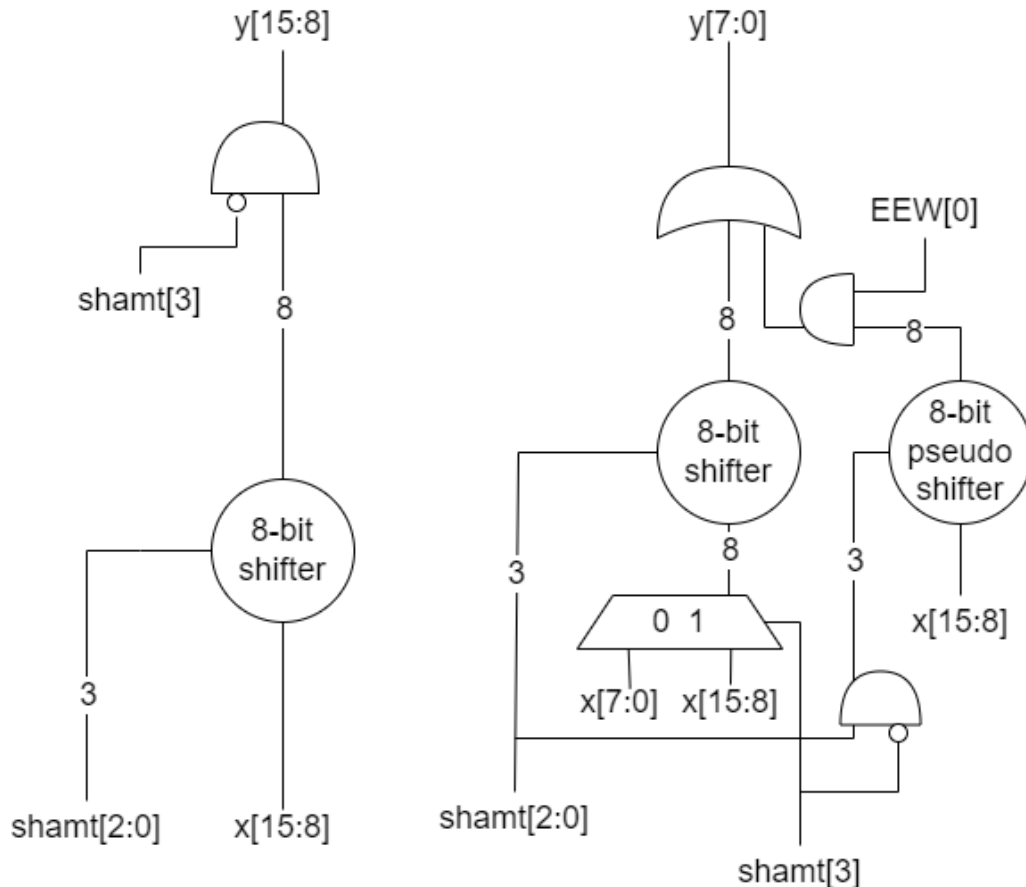 y[15:8]
y[7:0]
EEW[0]
shamt[3]
8
8
8
8-bit
shifter
8-bit
shifter
8-bit
pseudo
shifter
8
3
3
3
0 1
x[7:0]
x[15:8]
x[15:8]
shamt[2:0]
x[15:8]
shamt[2:0]
shamt[3]